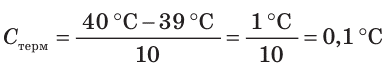 C_терм = (40 °C – 39 °C)/10 = 1 °C/10 = 0,1 °C